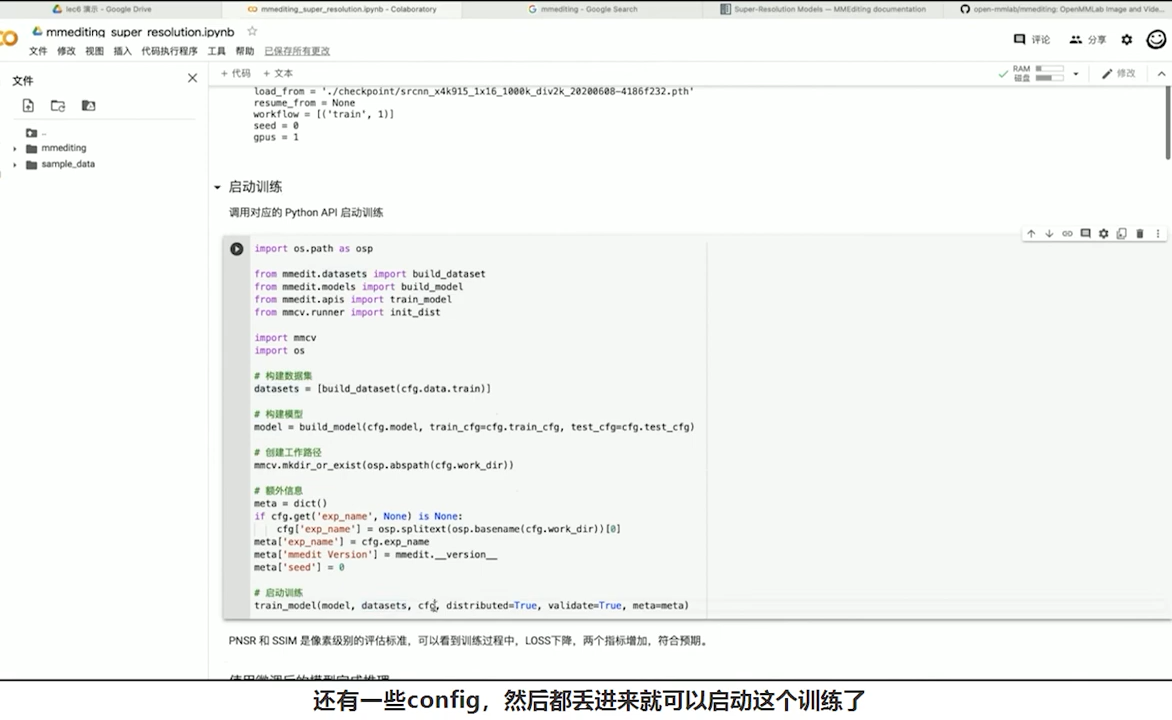 lec6 演示 - Google Drive
mmediting_super_resolution.ipynb - Colaboratory
mmediting - Google Search
Super-Resolution Models — MMEditing documentation
open-mmlab/mmediting: OpenMMLab Image and Vide...
mmediting_super_resolution.ipynb
文件 修改 视图 插入 代码执行程序 工具 帮助 已保存所有更改
评论 分享
文件
+ 代码 + 文本
RAM
磁盘
修改
..
mmediting
sample_data
load_from = './checkpoint/srcnn_x4k915_1x16_1000k_div2k_20200608-4186f232.pth'
resume_from = None
workflow = [('train', 1)]
seed = 0
gpus = 1
启动训练
调用对应的 Python API 启动训练
import os.path as osp
from mmedit.datasets import build_dataset
from mmedit.models import build_model
from mmedit.apis import train_model
from mmcv.runner import init_dist
import mmcv
import os
# 构建数据集
datasets = [build_dataset(cfg.data.train)]
# 构建模型
model = build_model(cfg.model, train_cfg=cfg.train_cfg, test_cfg=cfg.test_cfg)
# 创建工作路径
mmcv.mkdir_or_exist(osp.abspath(cfg.work_dir))
# 额外信息
meta = dict()
if cfg.get('exp_name', None) is None:
cfg['exp_name'] = osp.splitext(osp.basename(cfg.work_dir))[0]
meta['exp_name'] = cfg.exp_name
meta['mmedit Version'] = mmedit.__version__
meta['seed'] = 0
# 启动训练
train_model(model, datasets, cfg, distributed=True, validate=True, meta=meta)
PNSR 和 SSIM 是像素级别的评估标准，可以看到训练过程中，LOSS下降，两个指标增加，符合预期。
使用微调后的模型完成推理
还有一些config，然后都丢进来就可以启动这个训练了